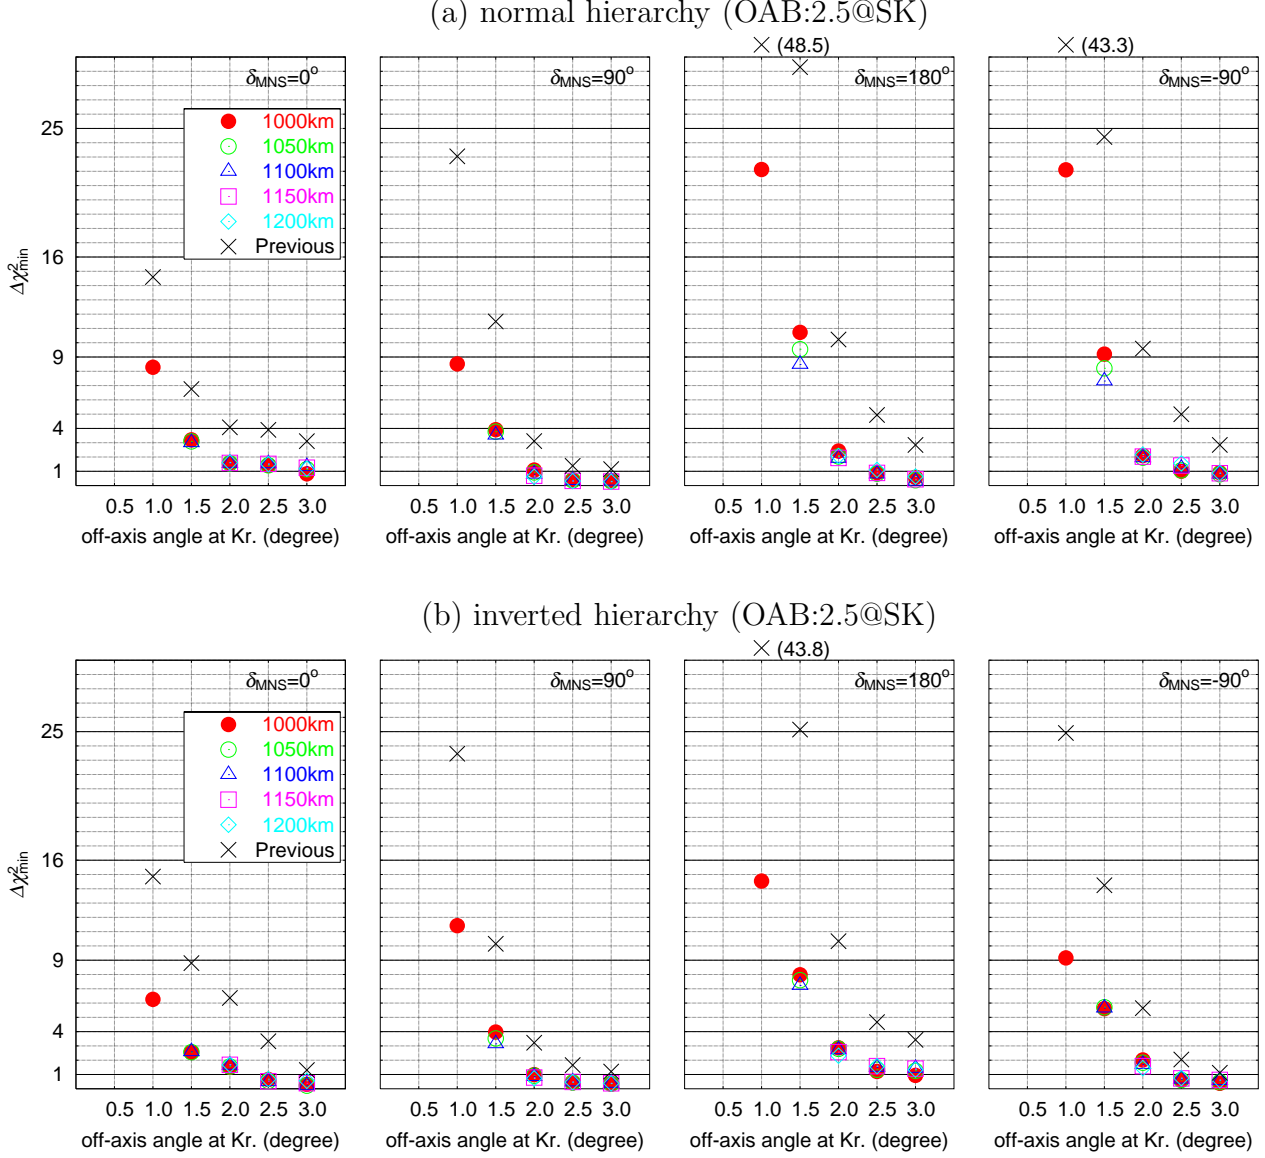 (a) normal hierarchy (OAB:2.5@SK)
(48.5)
(43.3)
δMNS=0°
δMNS=90°
δMNS=180°
δMNS=-90°
1000km
1050km
1100km
1150km
1200km
Previous
25
16
9
4
1
Δχ²min
0.5 1.0 1.5 2.0 2.5 3.0
0.5 1.0 1.5 2.0 2.5 3.0
0.5 1.0 1.5 2.0 2.5 3.0
0.5 1.0 1.5 2.0 2.5 3.0
off-axis angle at Kr. (degree)
off-axis angle at Kr. (degree)
off-axis angle at Kr. (degree)
off-axis angle at Kr. (degree)
(b) inverted hierarchy (OAB:2.5@SK)
(43.8)
δMNS=0°
δMNS=90°
δMNS=180°
δMNS=-90°
1000km
1050km
1100km
1150km
1200km
Previous
25
16
9
4
1
Δχ²min
0.5 1.0 1.5 2.0 2.5 3.0
0.5 1.0 1.5 2.0 2.5 3.0
0.5 1.0 1.5 2.0 2.5 3.0
0.5 1.0 1.5 2.0 2.5 3.0
off-axis angle at Kr. (degree)
off-axis angle at Kr. (degree)
off-axis angle at Kr. (degree)
off-axis angle at Kr. (degree)